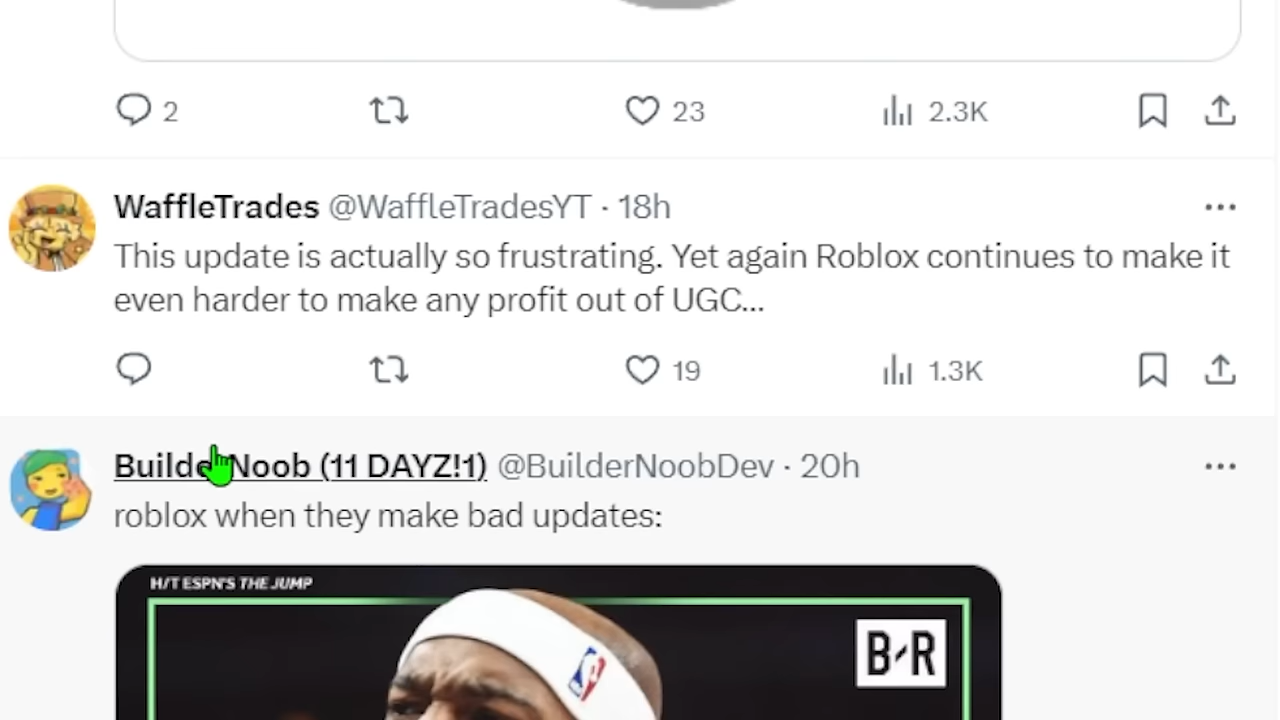 2 23 2.3K
WaffleTrades @WaffleTradesYT · 18h
This update is actually so frustrating. Yet again Roblox continues to make it
even harder to make any profit out of UGC...
19 1.3K
Noob (11 DAYZ!1) @BuilderNoobDev · 20h
roblox when they make bad updates:
H/T ESPN'S THE JUMP
B/R